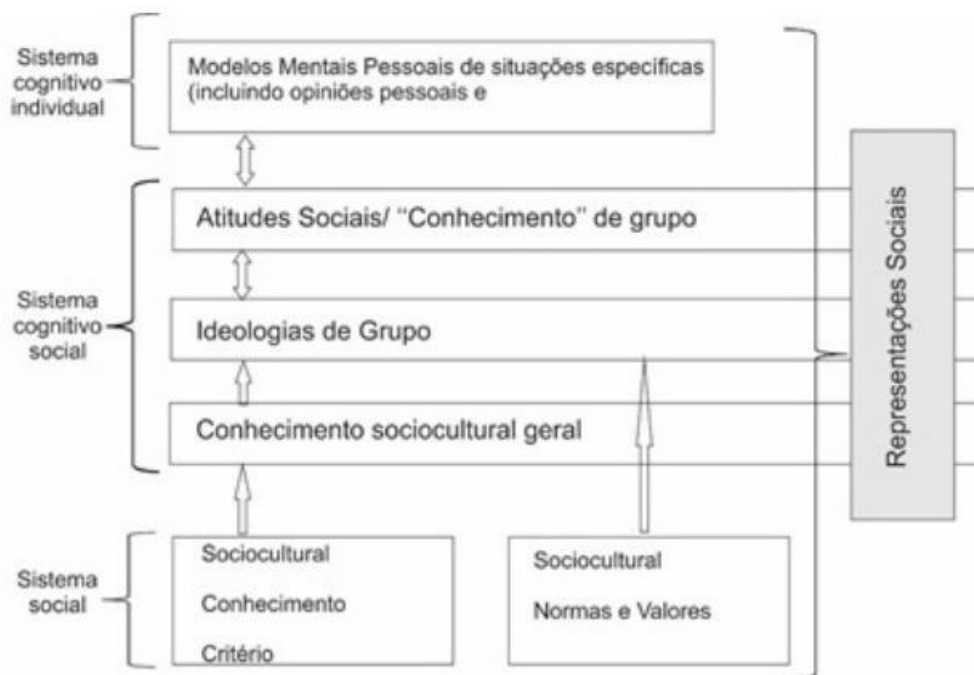 Sistema
cognitivo
individual
Modelos Mentais Pessoais de situações específicas
(incluindo opiniões pessoais e
Sistema
cognitivo
social
Atitudes Sociais/ “Conhecimento” de grupo
Ideologias de Grupo
Conhecimento sociocultural geral
Representações Sociais
Sistema
social
Sociocultural
Conhecimento
Critério
Sociocultural
Normas e Valores